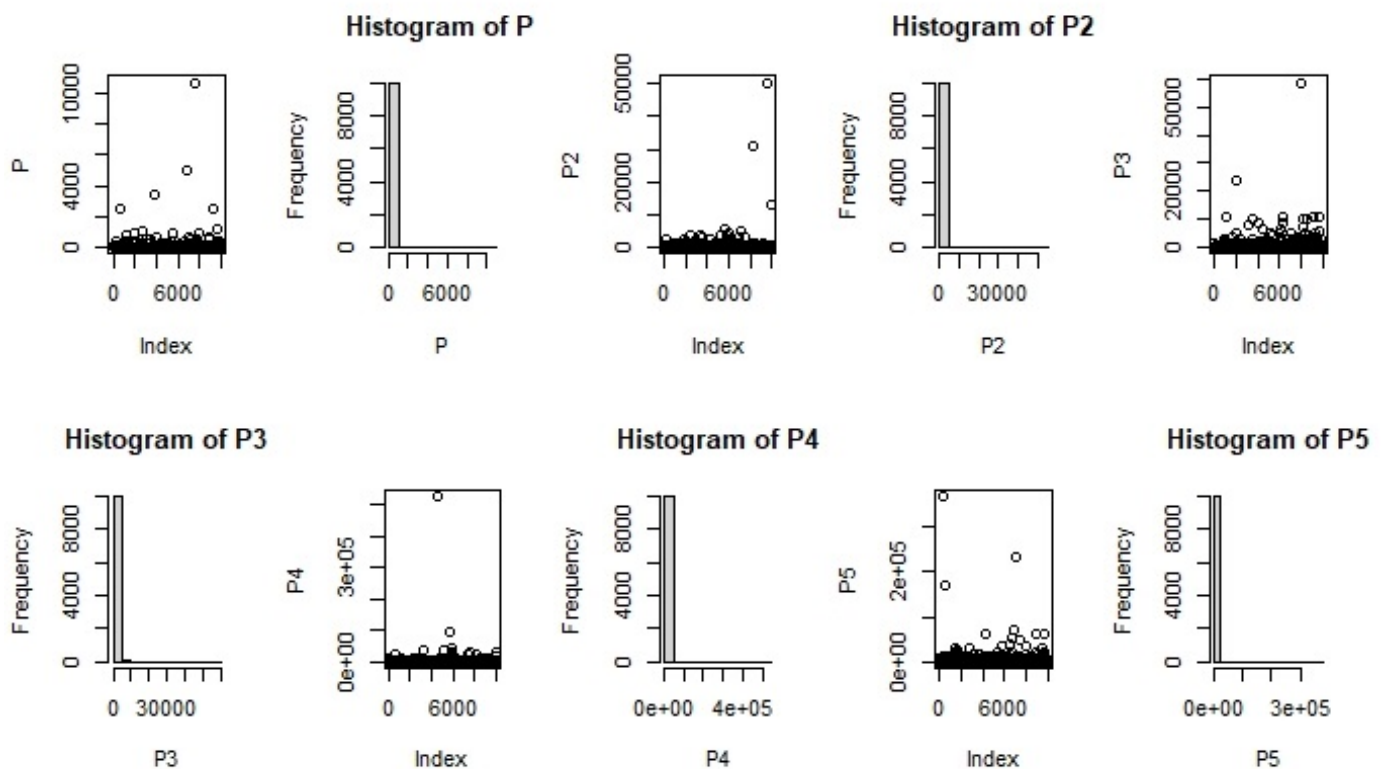 Histogram of P
Histogram of P2
P
0 4000 10000
0 6000
Index
Frequency
0 4000 8000
0 6000
P
P2
0 20000 50000
0 6000
Index
Frequency
0 4000 8000
0 30000
P2
P3
0 20000 50000
0 6000
Index
Histogram of P3
Histogram of P4
Histogram of P5
Frequency
0 4000 8000
0 30000
P3
P4
0e+00 3e+05
0 6000
Index
Frequency
0 4000 8000
0e+00 4e+05
P4
P5
0e+00 2e+05
0 6000
Index
Frequency
0 4000 8000
0e+00 3e+05
P5